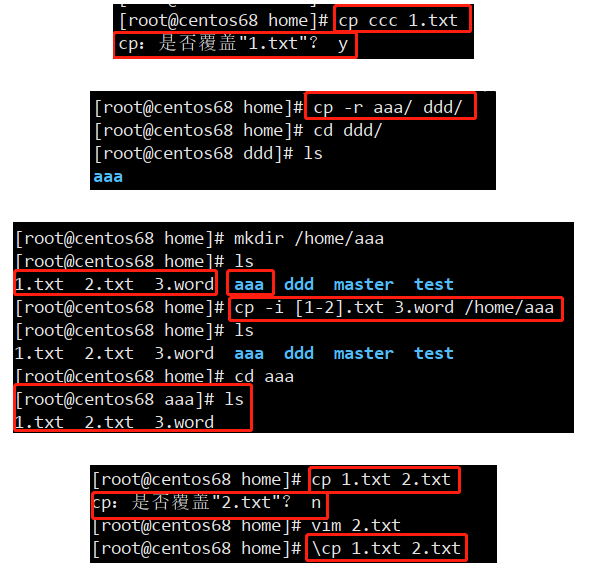 [root@centos68 home]# cp ccc 1.txt
cp: 是否覆盖"1.txt"? y
[root@centos68 home]# cp -r aaa/ ddd/
[root@centos68 home]# cd ddd/
[root@centos68 ddd]# ls
aaa
[root@centos68 home]# mkdir /home/aaa
[root@centos68 home]# ls
1.txt 2.txt 3.word aaa ddd master test
[root@centos68 home]# cp -i [1-2].txt 3.word /home/aaa
[root@centos68 home]# ls
1.txt 2.txt 3.word aaa ddd master test
[root@centos68 home]# cd aaa
[root@centos68 aaa]# ls
1.txt 2.txt 3.word
[root@centos68 home]# cp 1.txt 2.txt
cp: 是否覆盖"2.txt"? n
[root@centos68 home]# vim 2.txt
[root@centos68 home]# \cp 1.txt 2.txt